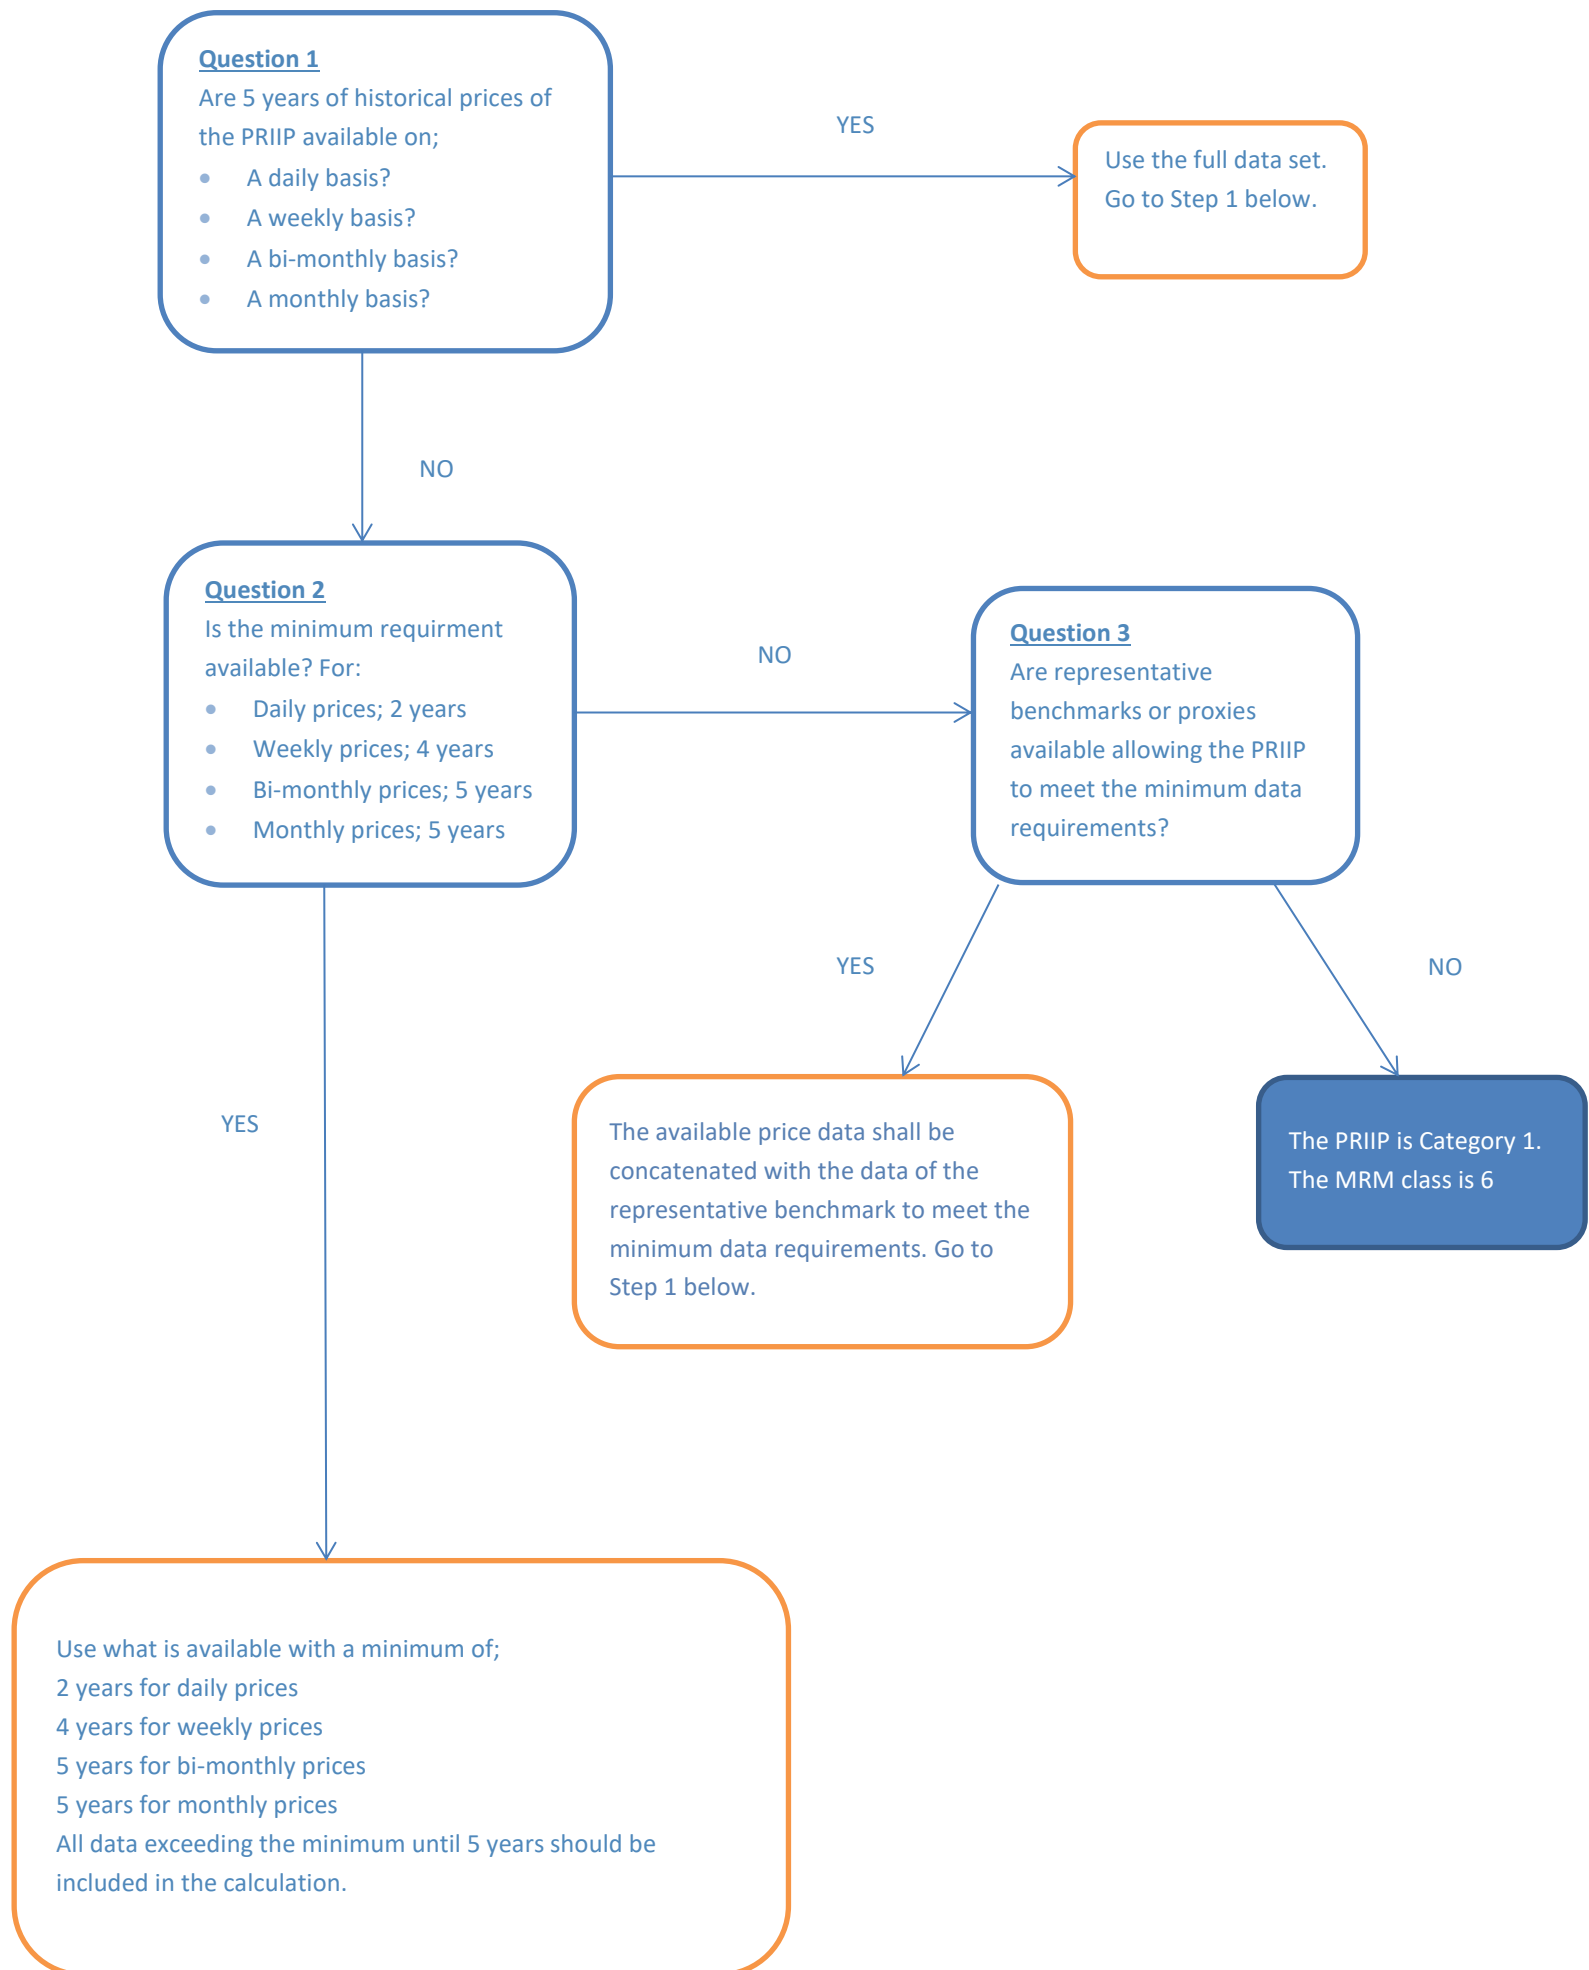 Question 1
Are 5 years of historical prices of
the PRIIP available on;
• A daily basis?
• A weekly basis?
• A bi-monthly basis?
• A monthly basis?
YES
Use the full data set.
Go to Step 1 below.
NO
Question 2
Is the minimum requirment
available? For:
• Daily prices; 2 years
• Weekly prices; 4 years
• Bi-monthly prices; 5 years
• Monthly prices; 5 years
NO
Question 3
Are representative
benchmarks or proxies
available allowing the PRIIP
to meet the minimum data
requirements?
YES
NO
YES
The available price data shall be
concatenated with the data of the
representative benchmark to meet the
minimum data requirements. Go to
Step 1 below.
The PRIIP is Category 1.
The MRM class is 6
Use what is available with a minimum of;
2 years for daily prices
4 years for weekly prices
5 years for bi-monthly prices
5 years for monthly prices
All data exceeding the minimum until 5 years should be
included in the calculation.